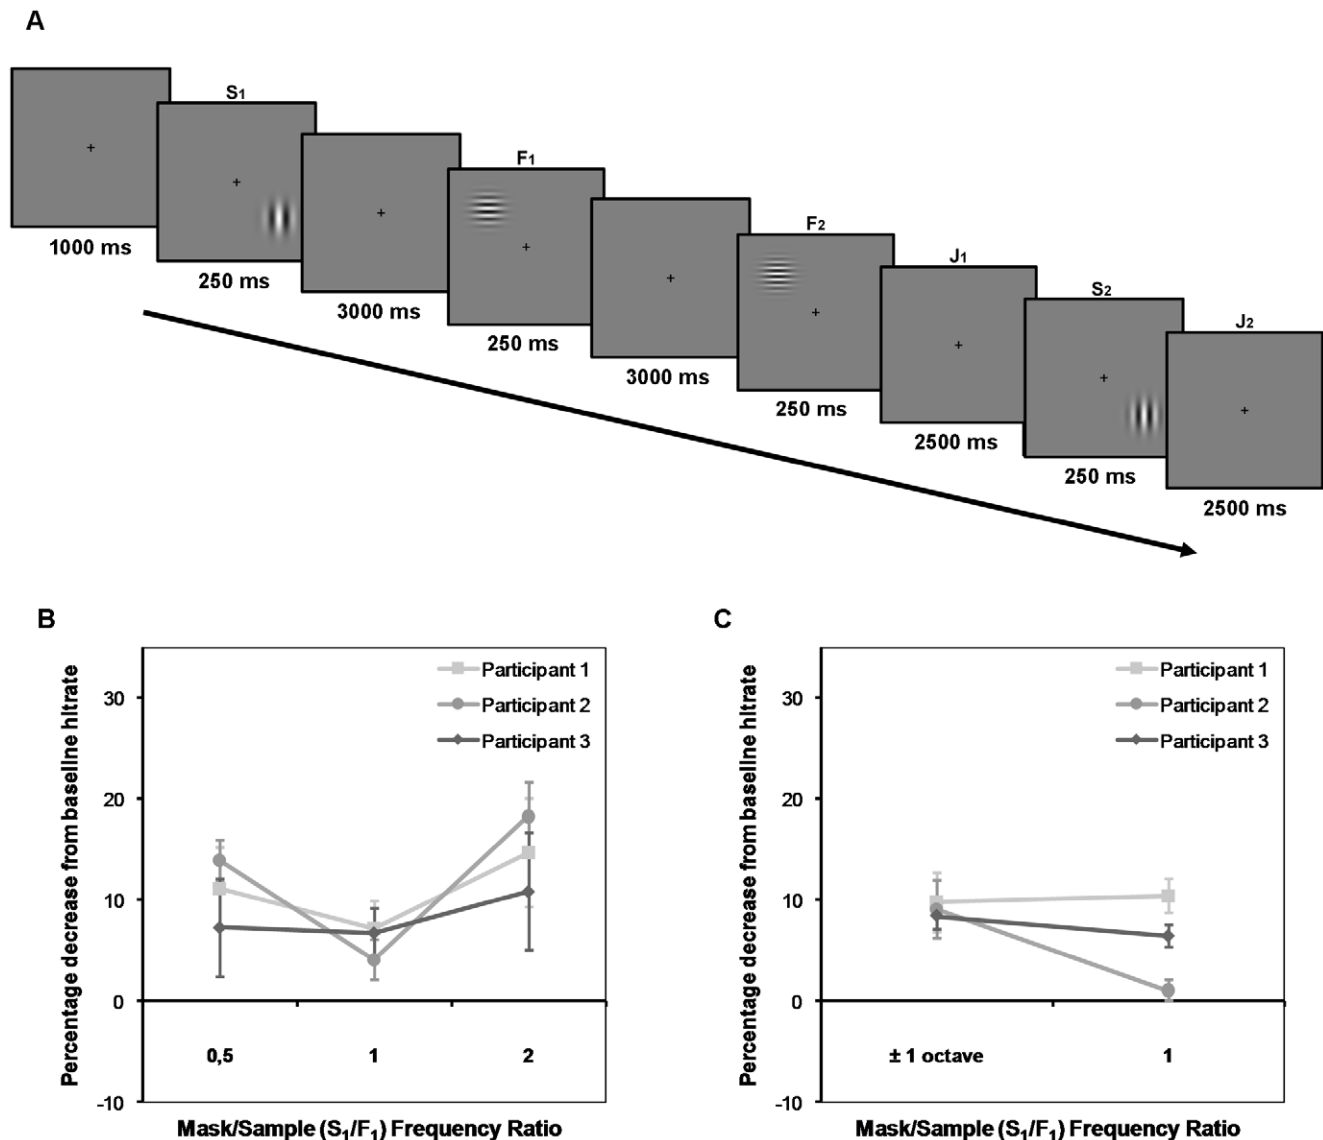 A
S1
F1
F2
J1
S2
J2
1000 ms
250 ms
3000 ms
250 ms
3000 ms
250 ms
2500 ms
250 ms
2500 ms
B
Percentage decrease from baseline hitrate
30
20
10
0
-10
Participant 1
Participant 2
Participant 3
0,5 1 2
Mask/Sample (S1/F1) Frequency Ratio
C
Percentage decrease from baseline hitrate
30
20
10
0
-10
Participant 1
Participant 2
Participant 3
± 1 octave 1
Mask/Sample (S1/F1) Frequency Ratio